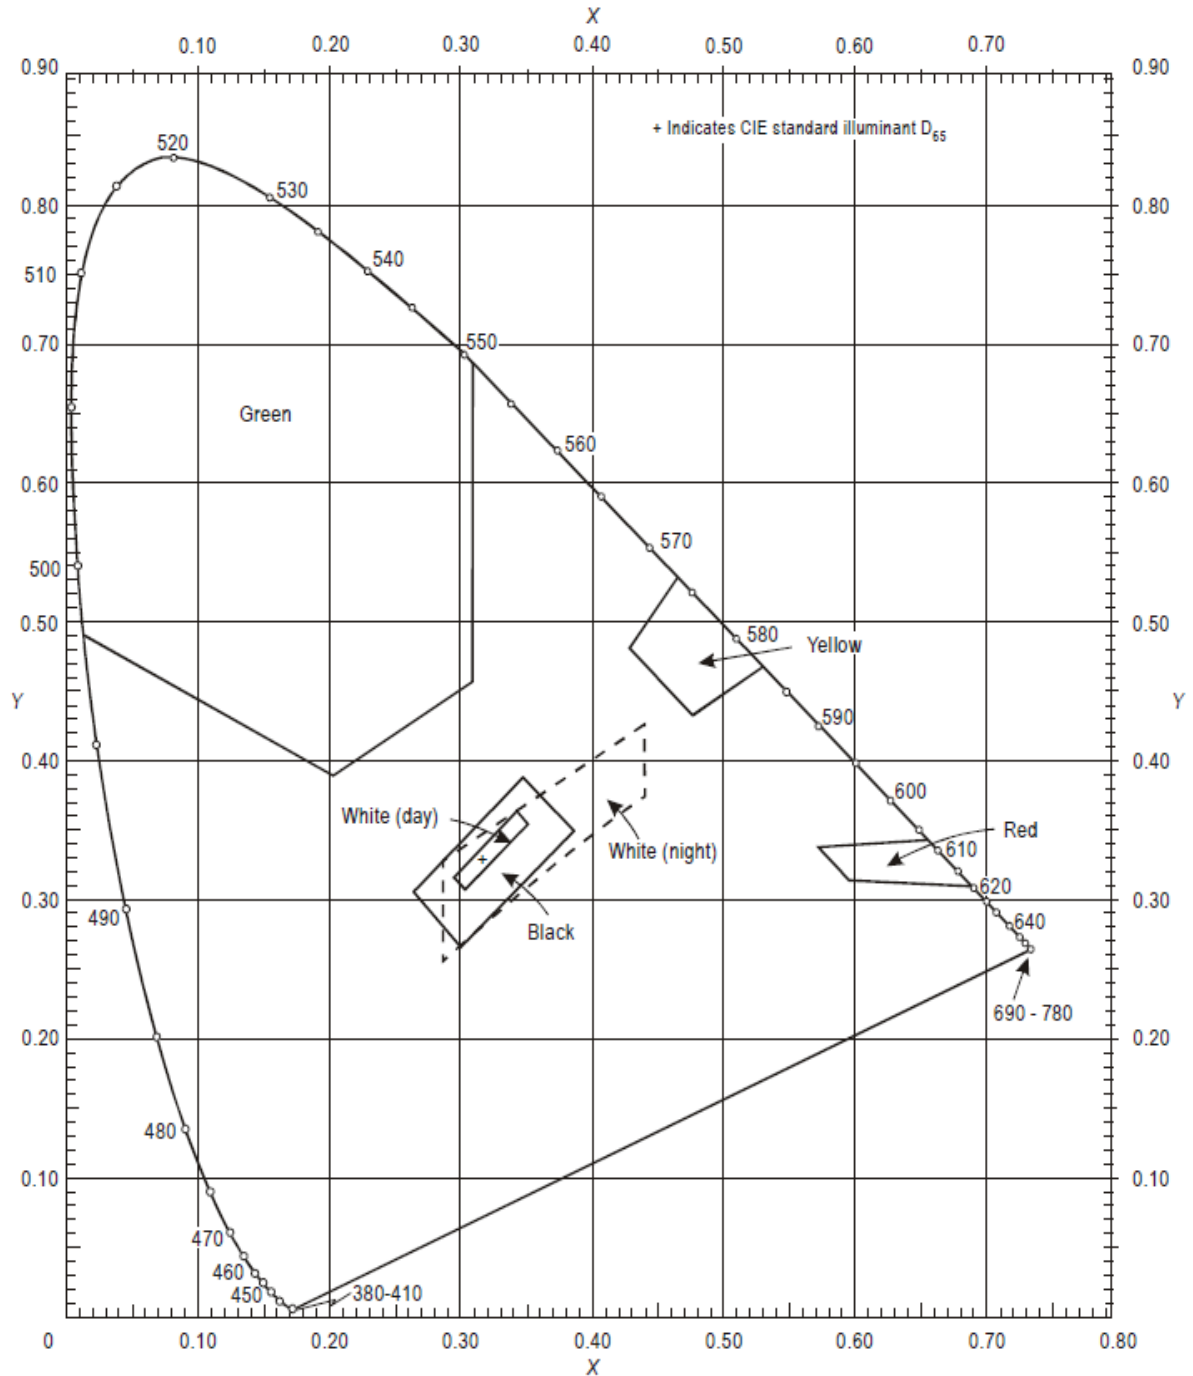 X
0.10 0.20 0.30 0.40 0.50 0.60 0.70
0.90 0.90
+ Indicates CIE standard illuminant D65
520
530
0.80 0.80
540
510
0.70 550 0.70
Green
560
0.60 0.60
570
500
0.50 580 0.50
Yellow
Y Y
590
0.40 0.40
600
White (day)
Red
White (night) 610
620
0.30 0.30
490 640
Black
690 - 780
0.20 0.20
480
0.10 0.10
470
460
450 380-410
0 0.10 0.20 0.30 0.40 0.50 0.60 0.70 0.80
X